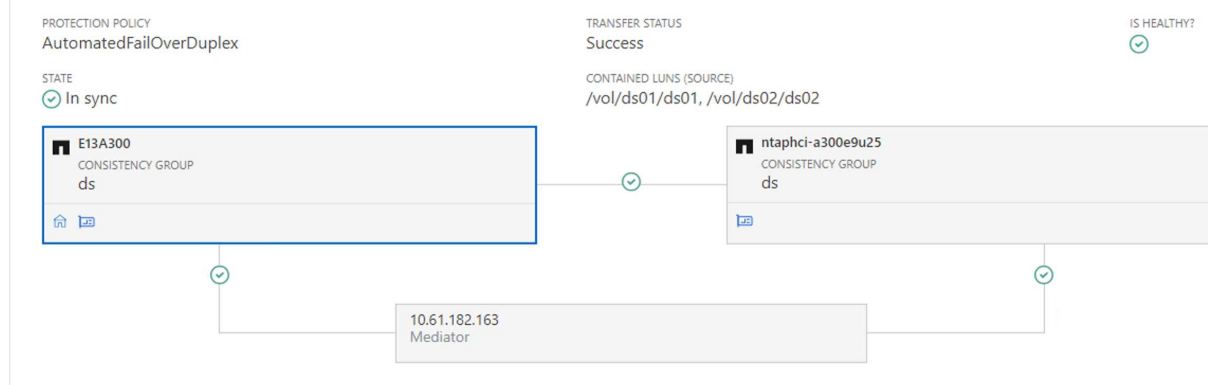 PROTECTION POLICY
AutomatedFailOverDuplex
TRANSFER STATUS
Success
IS HEALTHY?
STATE
In sync
CONTAINED LUNS (SOURCE)
/vol/ds01/ds01, /vol/ds02/ds02
E13A300
CONSISTENCY GROUP
ds
ntaphci-a300e9u25
CONSISTENCY GROUP
ds
10.61.182.163
Mediator